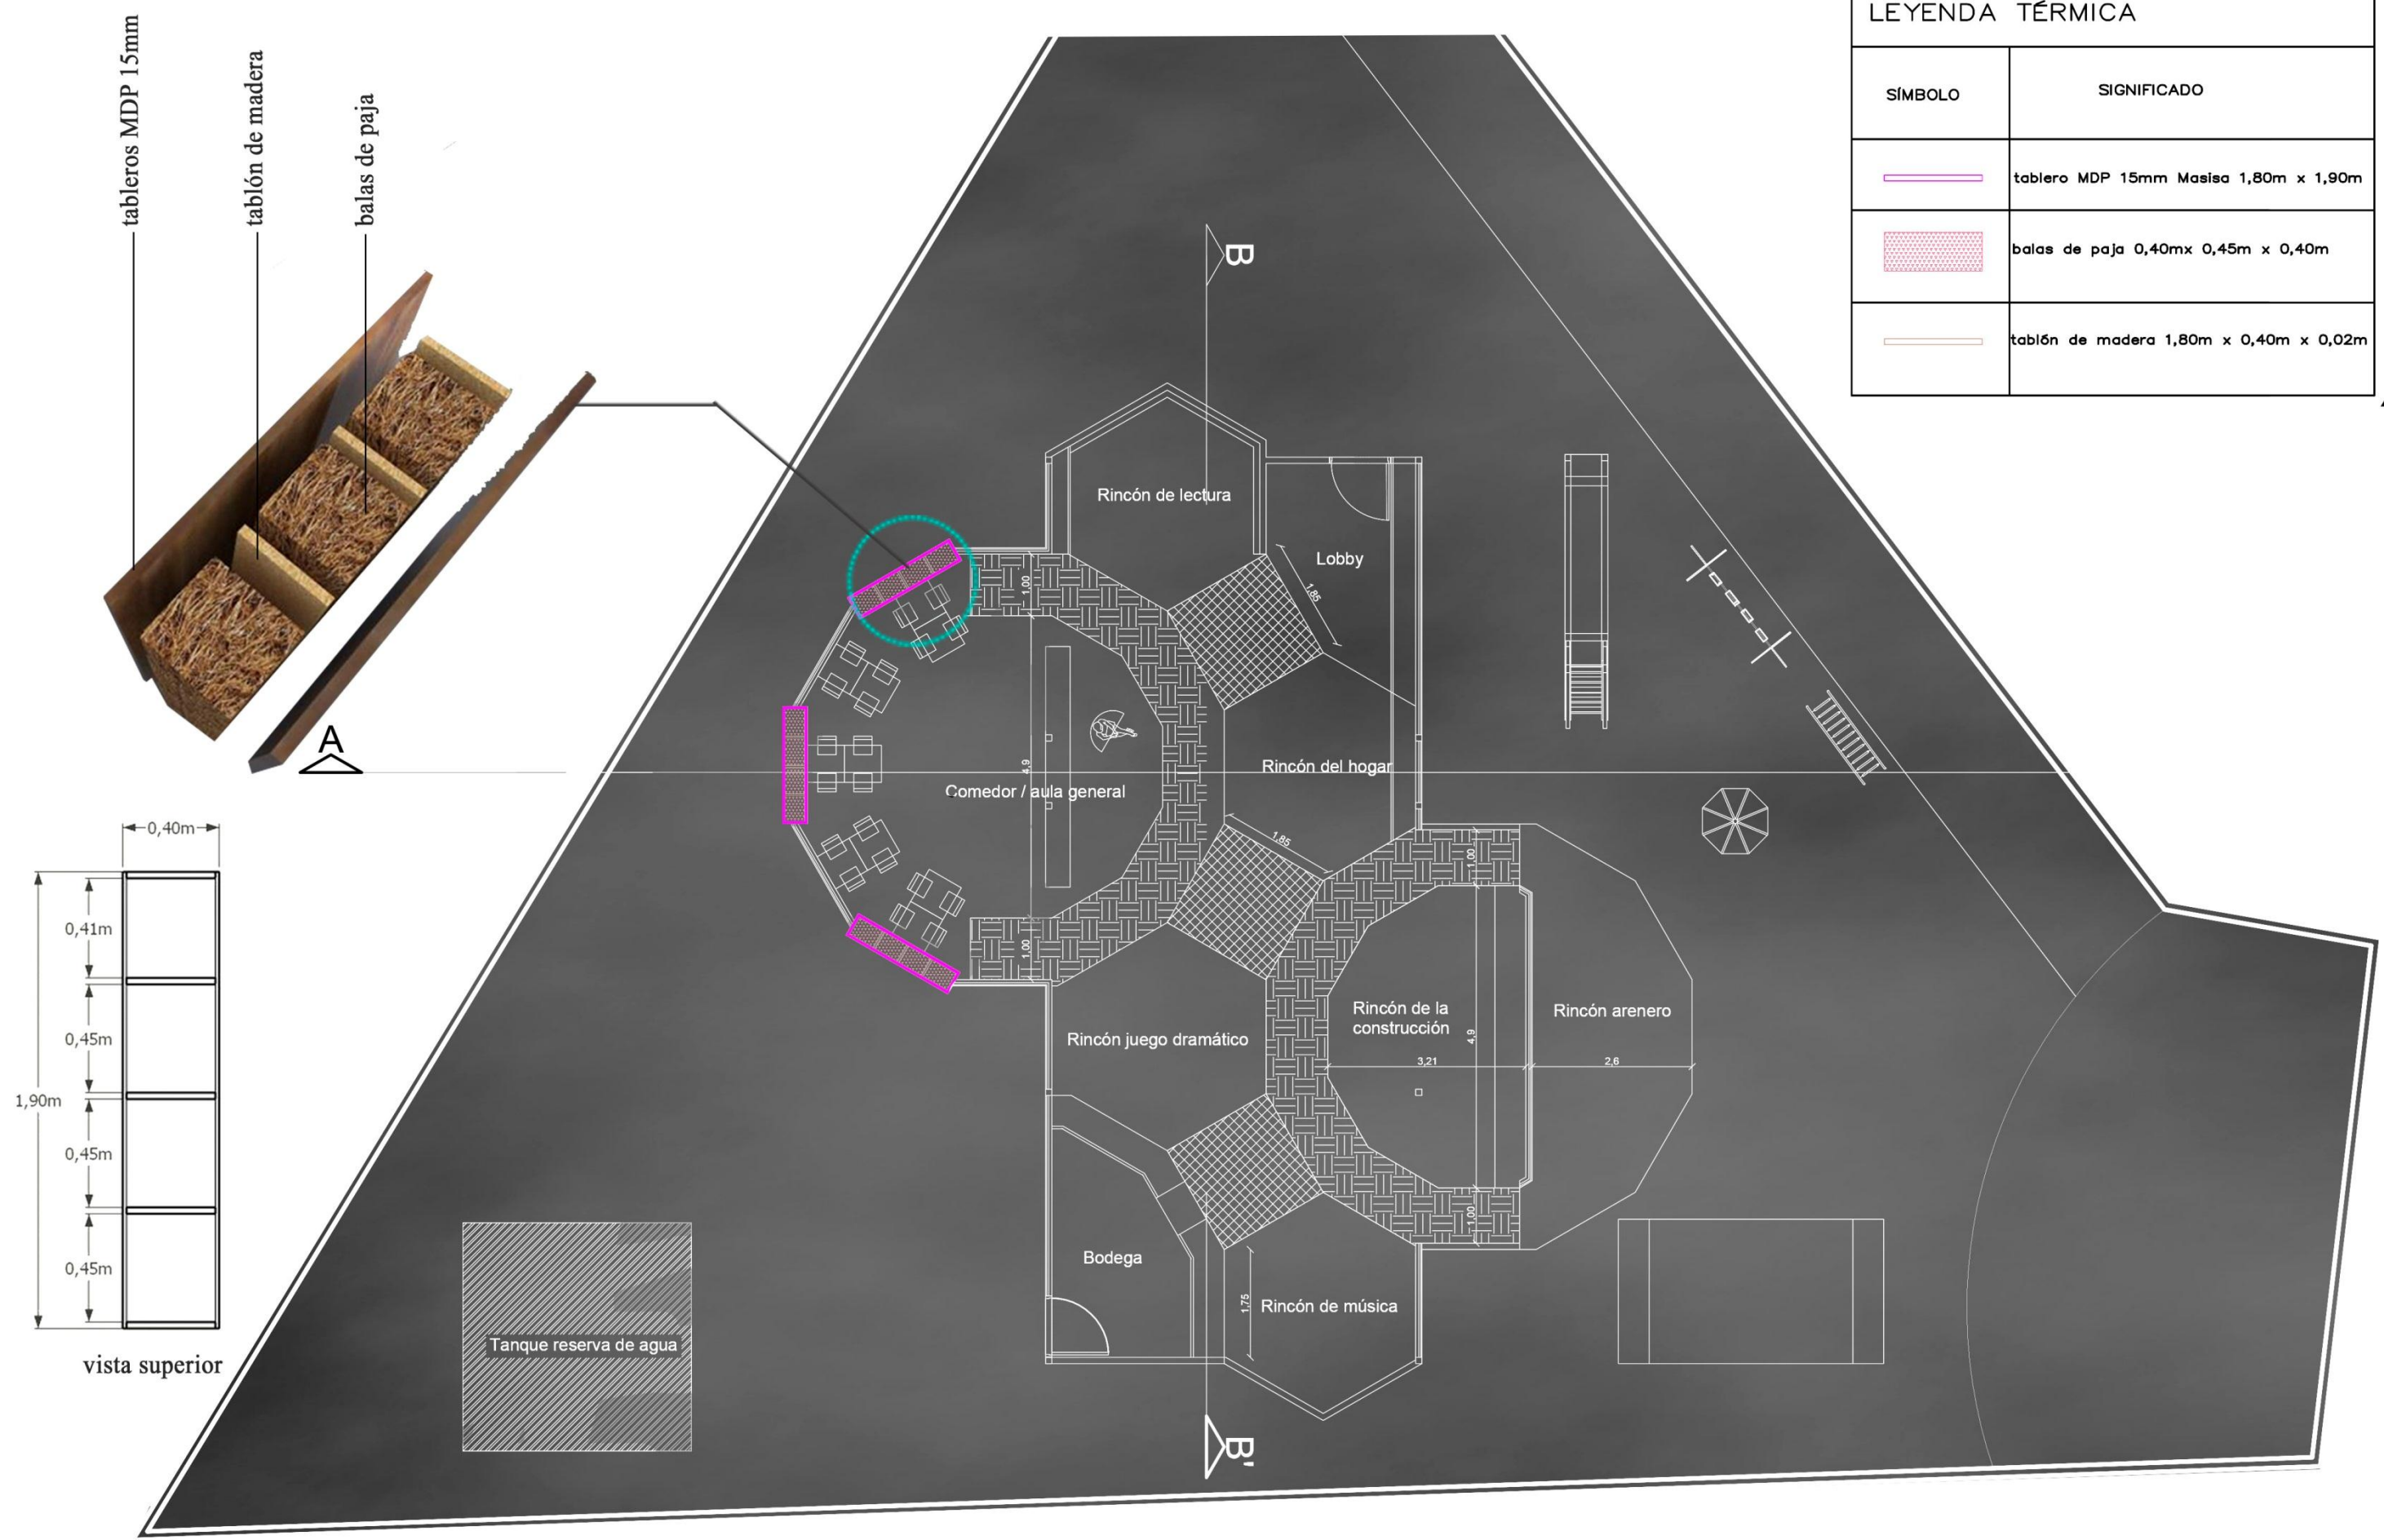 LEYENDA TÉRMICA
SÍMBOLO
SIGNIFICADO
tablero MDP 15mm Masisa 1,80m x 1,90m
balas de paja 0,40mx 0,45m x 0,40m
tablón de madera 1,80m x 0,40m x 0,02m
tableros MDP 15mm
tablón de madera
balas de paja
A
B
Rincón de lectura
Lobby
1,00
1,85
4,9
Comedor / aula general
Rincón del hogar
1,85
1,00
1,00
Rincón juego dramático
Rincón de la
construcción
Rincón arenero
4,9
3,21
2,6
1,00
Bodega
1,75
Rincón de música
Tanque reserva de agua
B'
0,40m
0,41m
0,45m
1,90m
0,45m
0,45m
vista superior